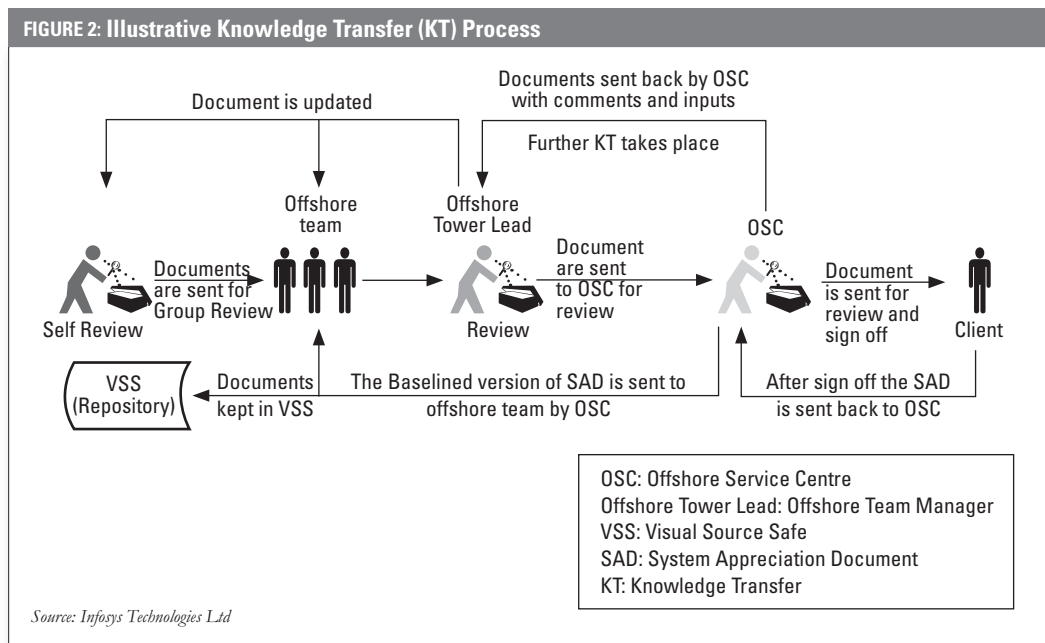 FIGURE 2: Illustrative Knowledge Transfer (KT) Process
Documents sent back by OSC
with comments and inputs
Document is updated
Further KT takes place
Offshore
team
Offshore
Tower Lead
OSC
Documents
are sent for
Group Review
Document
are sent
to OSC for
review
Document
is sent for
review and
sign off
Self Review
Review
Client
VSS
(Repository)
Documents
kept in VSS
The Baselined version of SAD is sent to
offshore team by OSC
After sign off the SAD
is sent back to OSC
OSC: Offshore Service Centre
Offshore Tower Lead: Offshore Team Manager
VSS: Visual Source Safe
SAD: System Appreciation Document
KT: Knowledge Transfer
Source: Infosys Technologies Ltd